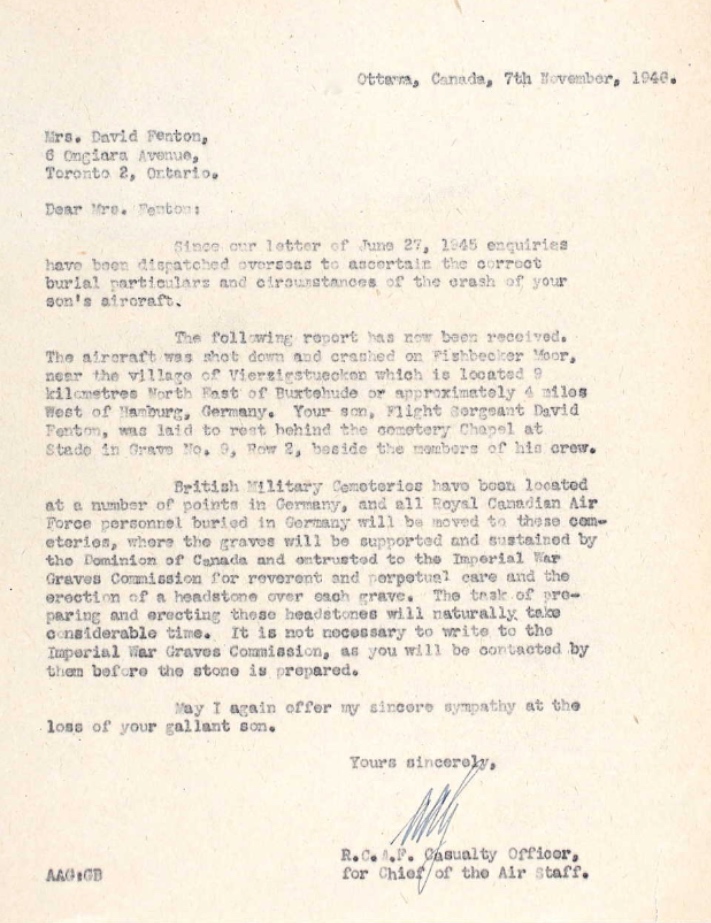 Ottawa, Canada, 7th November, 1946.
Mrs. David Fenton,
6 Ongiara Avenue,
Toronto 2, Ontario.
Dear Mrs. Fenton:
Since our letter of June 27, 1945 enquiries
have been dispatched overseas to ascertain the correct
burial particulars and circumstances of the crash of your
son's aircraft.
The following report has now been received.
The aircraft was shot down and crashed on Fishbecker Moor,
near the village of Vierzigstuecken which is located 9
kilometres North East of Buxtehude or approximately 4 miles
West of Hamburg, Germany. Your son, Flight Sergeant David
Fenton, was laid to rest behind the cemetery Chapel at
Stade in Grave No. 9, Row 2, beside the members of his crew.
British Military Cemeteries have been located
at a number of points in Germany, and all Royal Canadian Air
Force personnel buried in Germany will be moved to these cem-
eteries, where the graves will be supported and sustained by
the Dominion of Canada and entrusted to the Imperial War
Graves Commission for reverent and perpetual care and the
erection of a headstone over each grave. The task of pre-
paring and erecting these headstones will naturally take
considerable time. It is not necessary to write to the
Imperial War Graves Commission, as you will be contacted by
them before the stone is prepared.
May I again offer my sincere sympathy at the
loss of your gallant son.
Yours sincerely,
R.C.A.F. Casualty Officer,
for Chief of the Air Staff.
AAG:GB